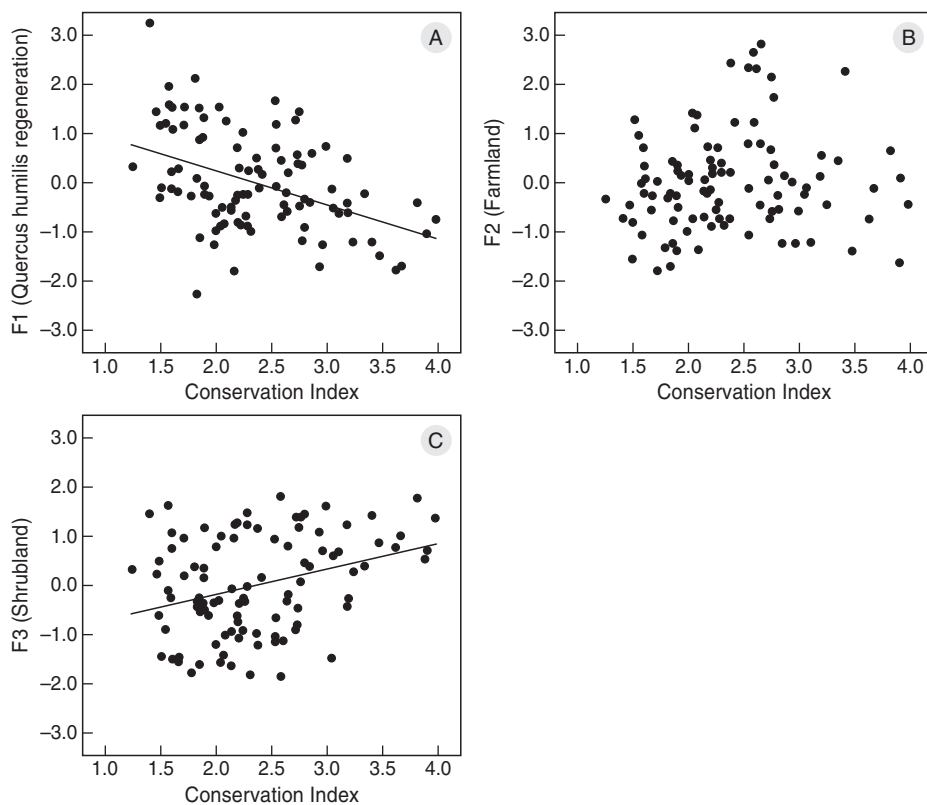 A
F1 (Quercus humilis regeneration)
3.0
2.0
1.0
0.0
–1.0
–2.0
–3.0
1.0 1.5 2.0 2.5 3.0 3.5 4.0
Conservation Index
B
F2 (Farmland)
3.0
2.0
1.0
0.0
–1.0
–2.0
–3.0
1.0 1.5 2.0 2.5 3.0 3.5 4.0
Conservation Index
C
F3 (Shrubland)
3.0
2.0
1.0
0.0
–1.0
–2.0
–3.0
1.0 1.5 2.0 2.5 3.0 3.5 4.0
Conservation Index